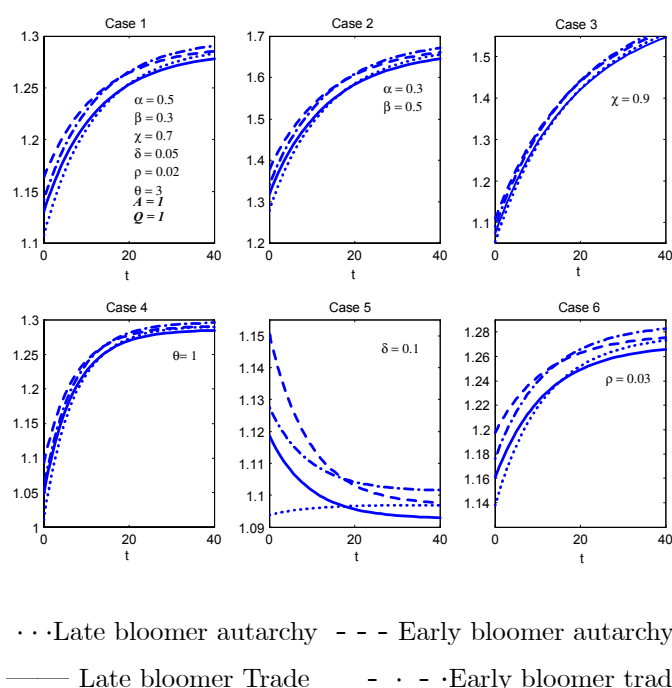 Case 1
Case 2
Case 3
1.3
1.25
1.2
1.15
1.1
α = 0.5
β = 0.3
χ = 0.7
δ = 0.05
ρ = 0.02
θ = 3
A = 1
Q = 1
0 20 40
t
1.7
1.6
1.5
1.4
1.3
1.2
α = 0.3
β = 0.5
0 20 40
t
1.5
1.4
1.3
1.2
1.1
χ = 0.9
0 20 40
t
Case 4
Case 5
Case 6
1.3
1.25
1.2
1.15
1.1
1.05
1
θ = 1
0 20 40
t
1.15
1.14
1.13
1.12
1.11
1.1
1.09
δ = 0.1
0 20 40
t
1.28
1.26
1.24
1.22
1.2
1.18
1.16
1.14
ρ = 0.03
0 20 40
t
· · ·Late bloomer autarchy - - - Early bloomer autarchy
—— Late bloomer Trade - · - ·Early bloomer trad